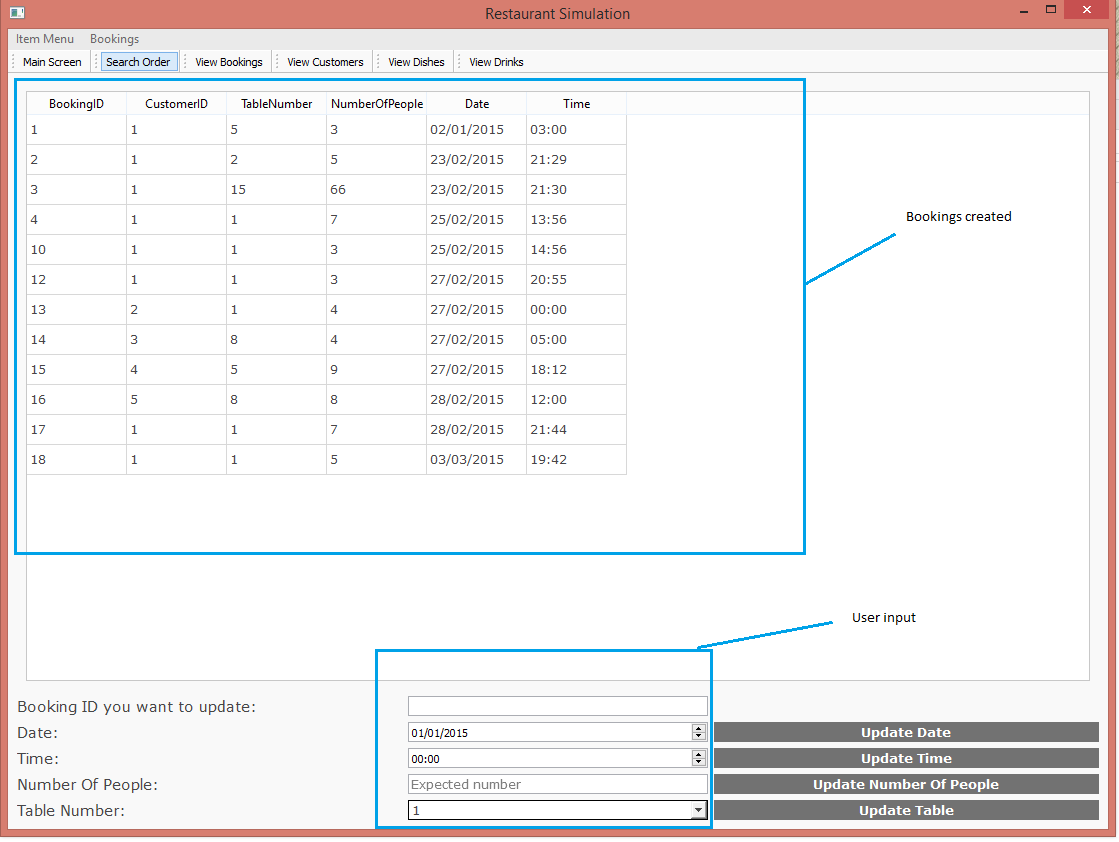 Restaurant Simulation
Item Menu Bookings
Main Screen Search Order View Bookings View Customers View Dishes View Drinks
BookingID CustomerID TableNumber NumberOfPeople Date Time
1 1 5 3 02/01/2015 03:00
2 1 2 5 23/02/2015 21:29
3 1 15 66 23/02/2015 21:30
4 1 1 7 25/02/2015 13:56
10 1 1 3 25/02/2015 14:56
12 1 1 3 27/02/2015 20:55
13 2 1 4 27/02/2015 00:00
14 3 8 4 27/02/2015 05:00
15 4 5 9 27/02/2015 18:12
16 5 8 8 28/02/2015 12:00
17 1 1 7 28/02/2015 21:44
18 1 1 5 03/03/2015 19:42
Bookings created
User input
Booking ID you want to update:
Date: 01/01/2015 Update Date
Time: 00:00 Update Time
Number Of People: Expected number Update Number Of People
Table Number: 1 Update Table